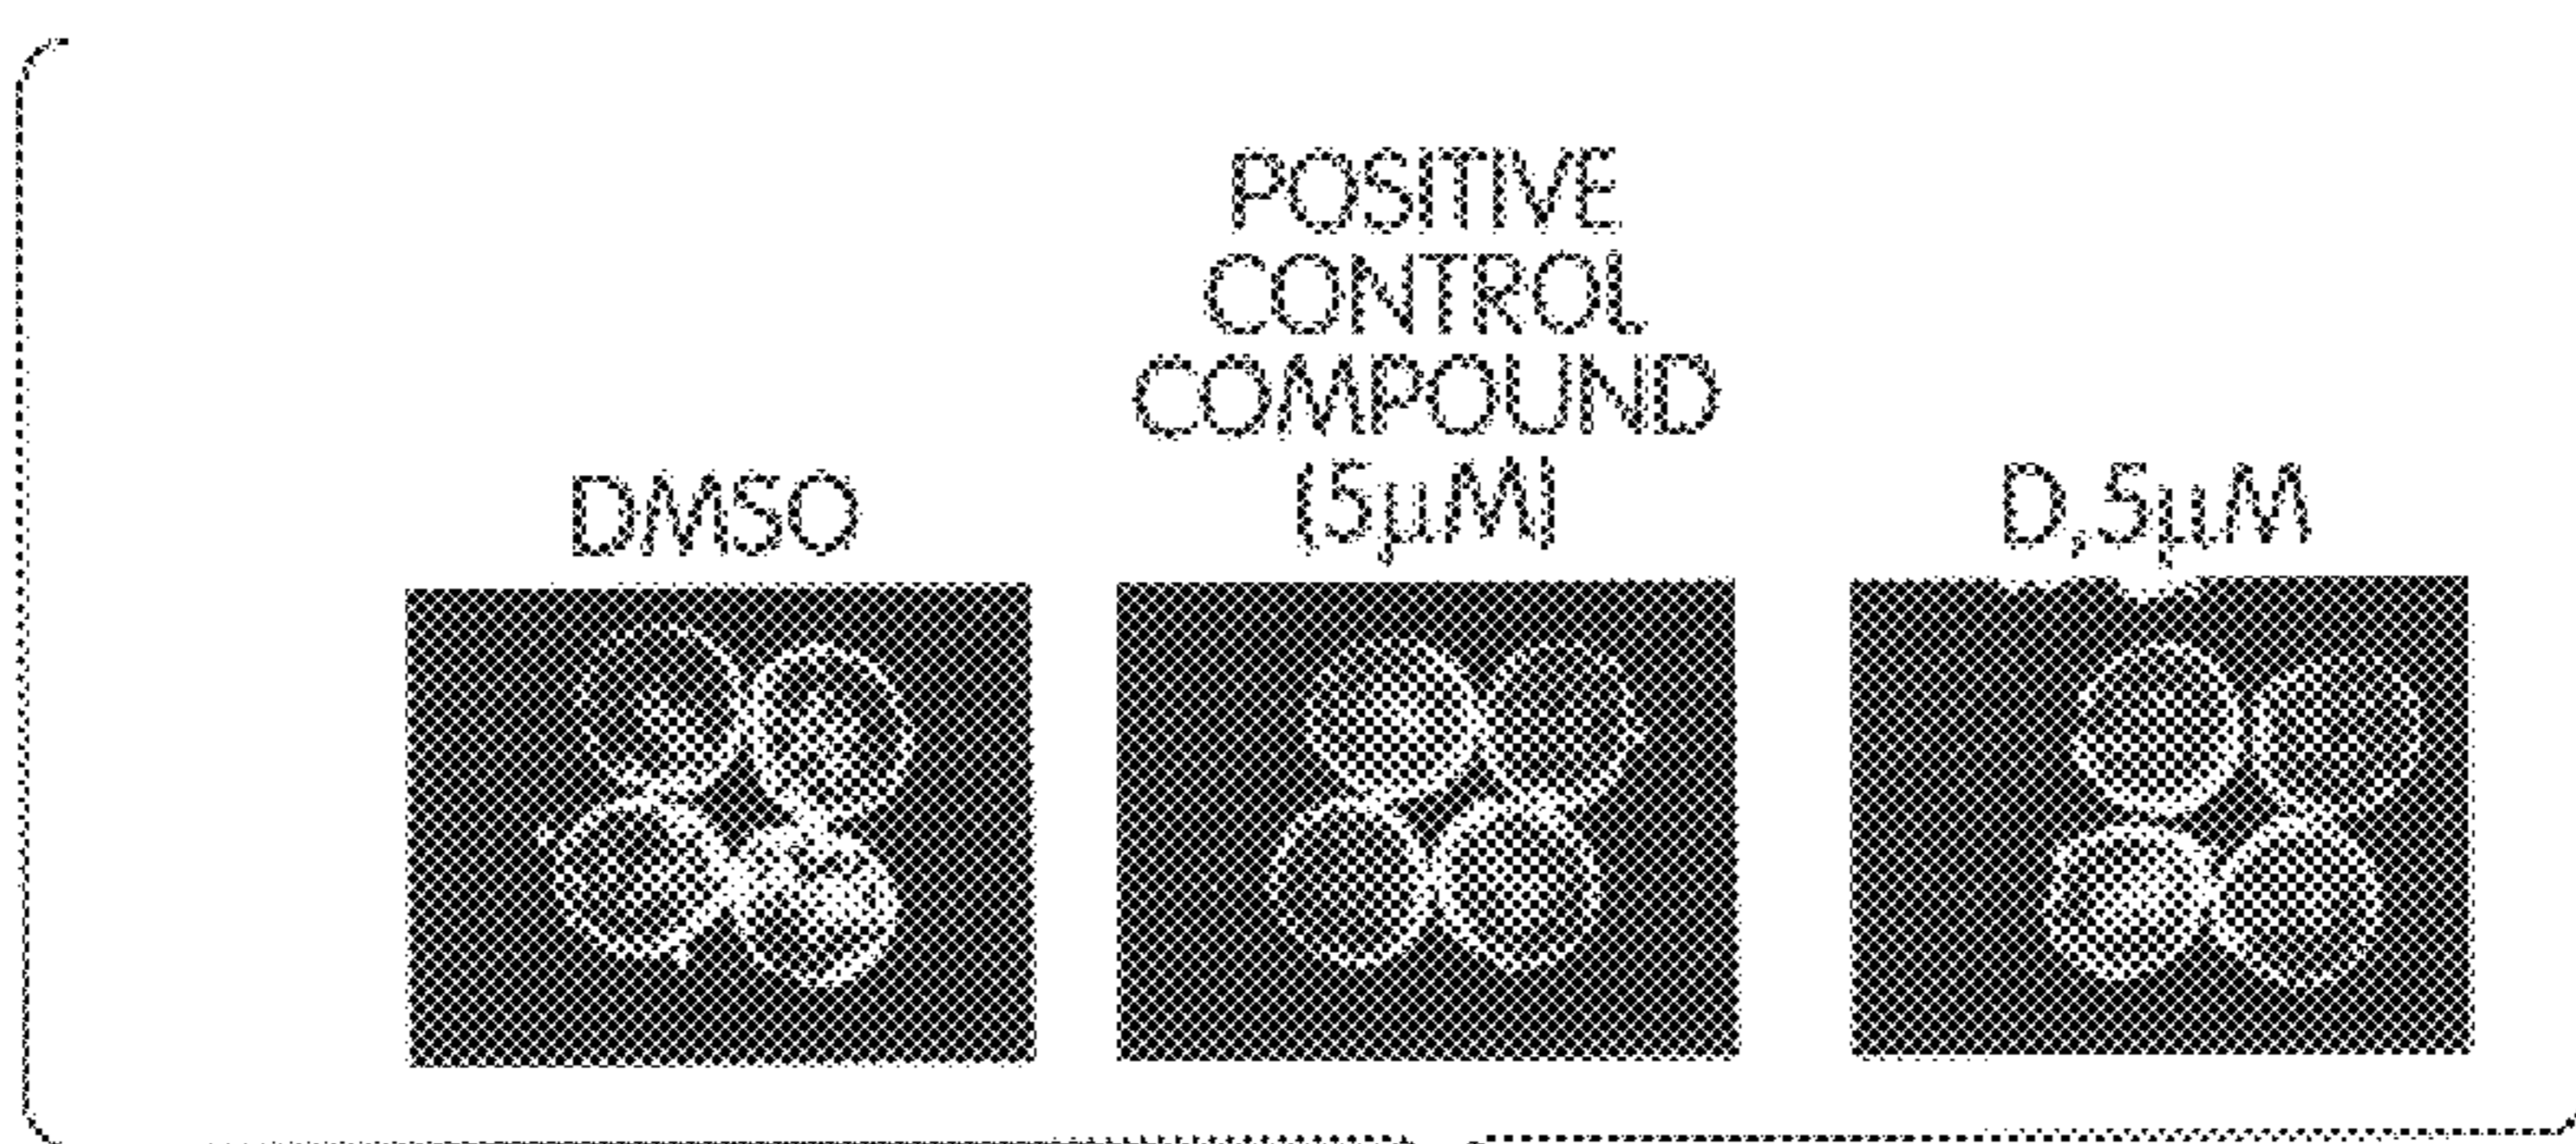 POSITIVE
CONTROL
COMPOUND
DMSO (5μM) D,5μM